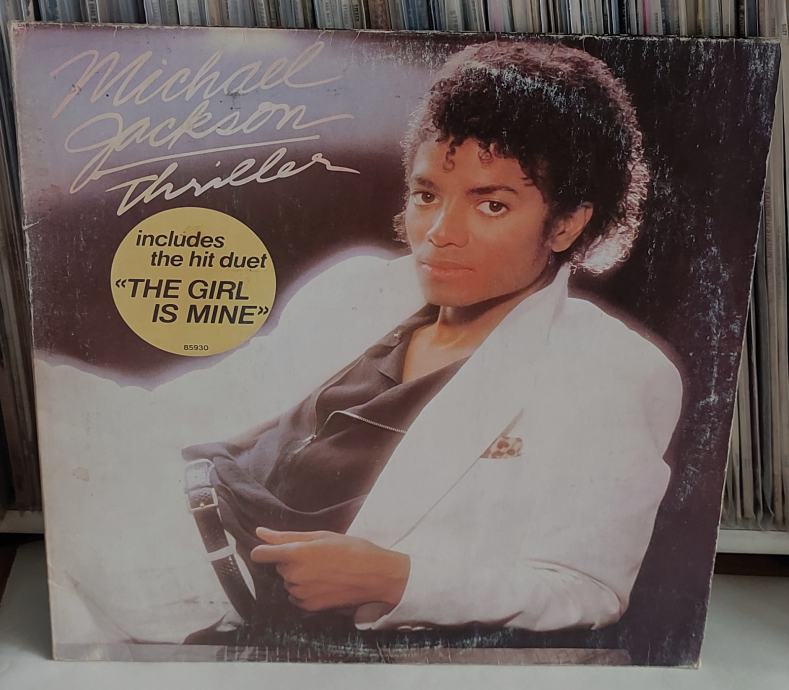 Michael
Jackson
Thriller
includes
the hit duet
«THE GIRL
IS MINE»
85930